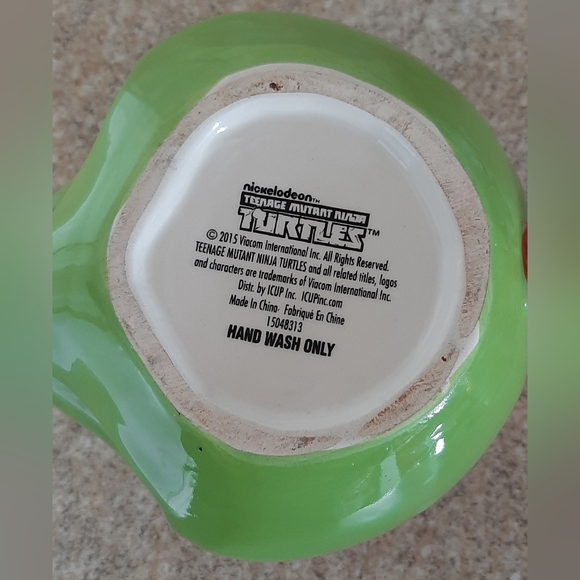 nickelodeon™
TEENAGE MUTANT NINJA
TURTLES™
© 2015 Viacom International Inc. All Rights Reserved.
TEENAGE MUTANT NINJA TURTLES and all related titles, logos
and characters are trademarks of Viacom International Inc.
Distr. by ICUP Inc. ICUPinc.com
Made In China· Fabriqué En Chine
15048313
HAND WASH ONLY